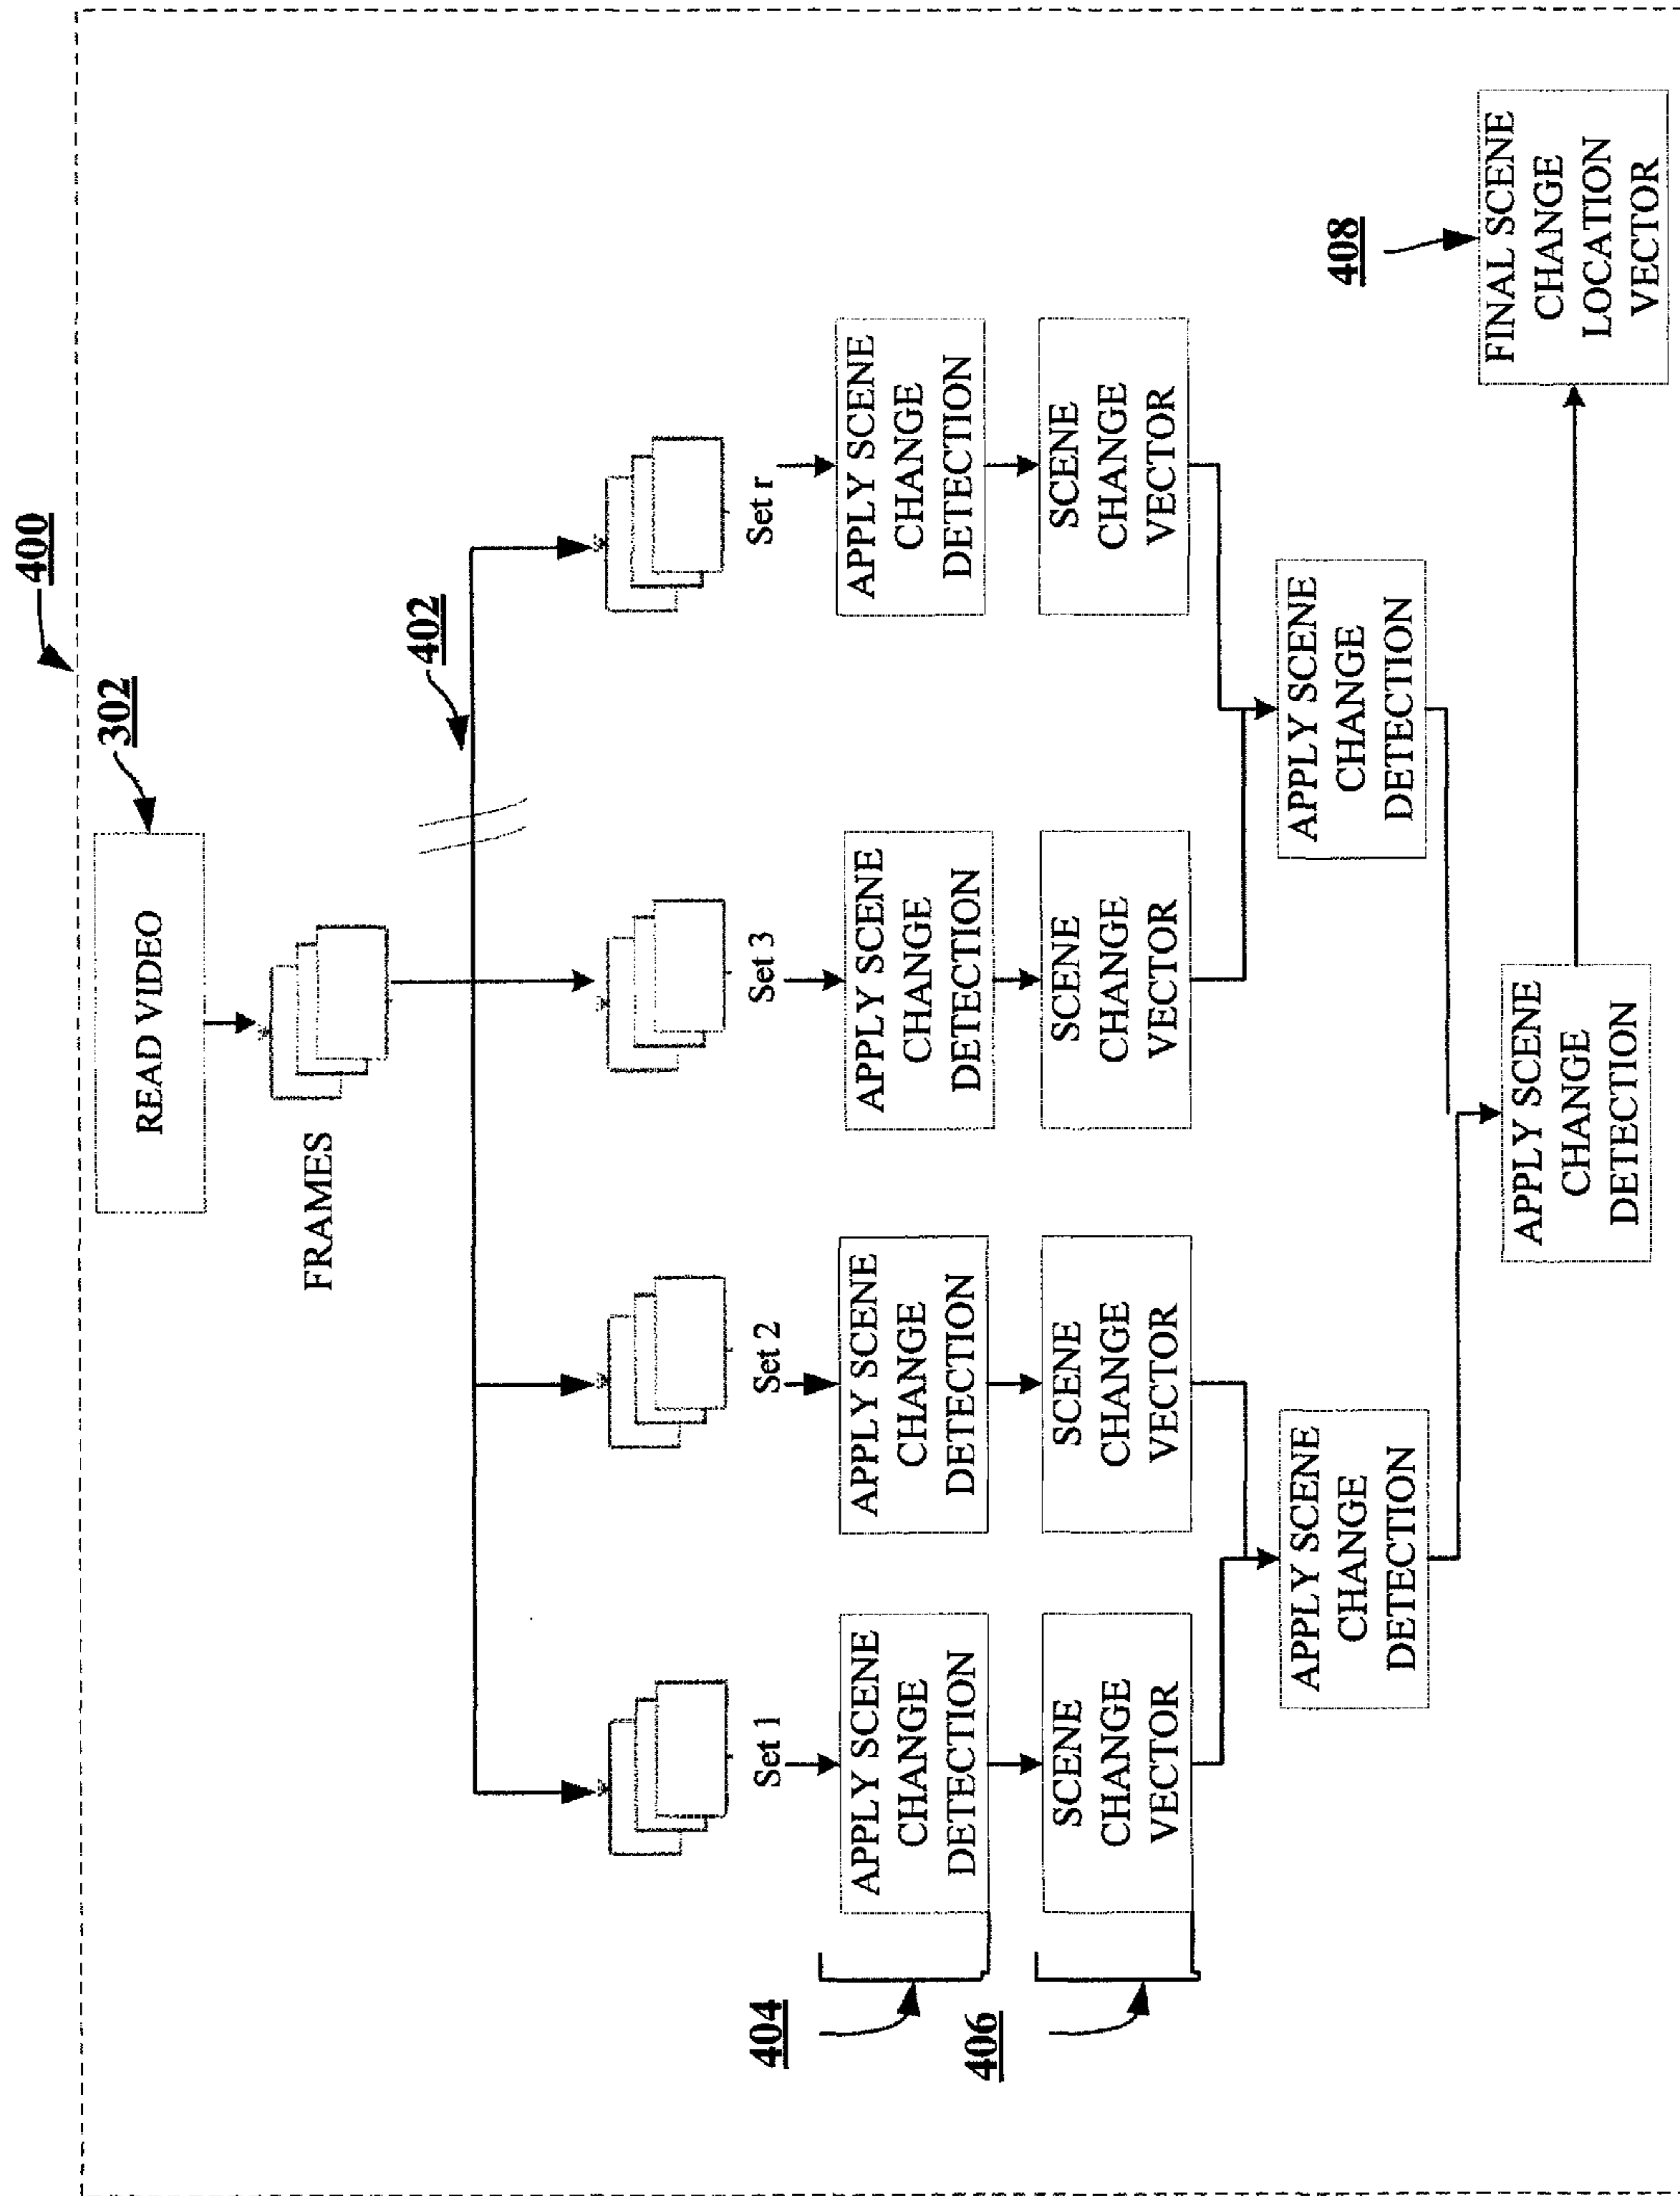 400
302
READ VIDEO
FRAMES
402
Set 1
Set 2
Set 3
Set r
404
APPLY SCENE
CHANGE
DETECTION
APPLY SCENE
CHANGE
DETECTION
APPLY SCENE
CHANGE
DETECTION
APPLY SCENE
CHANGE
DETECTION
406
SCENE
CHANGE
VECTOR
SCENE
CHANGE
VECTOR
SCENE
CHANGE
VECTOR
SCENE
CHANGE
VECTOR
APPLY SCENE
CHANGE
DETECTION
APPLY SCENE
CHANGE
DETECTION
APPLY SCENE
CHANGE
DETECTION
408
FINAL SCENE
CHANGE
LOCATION
VECTOR